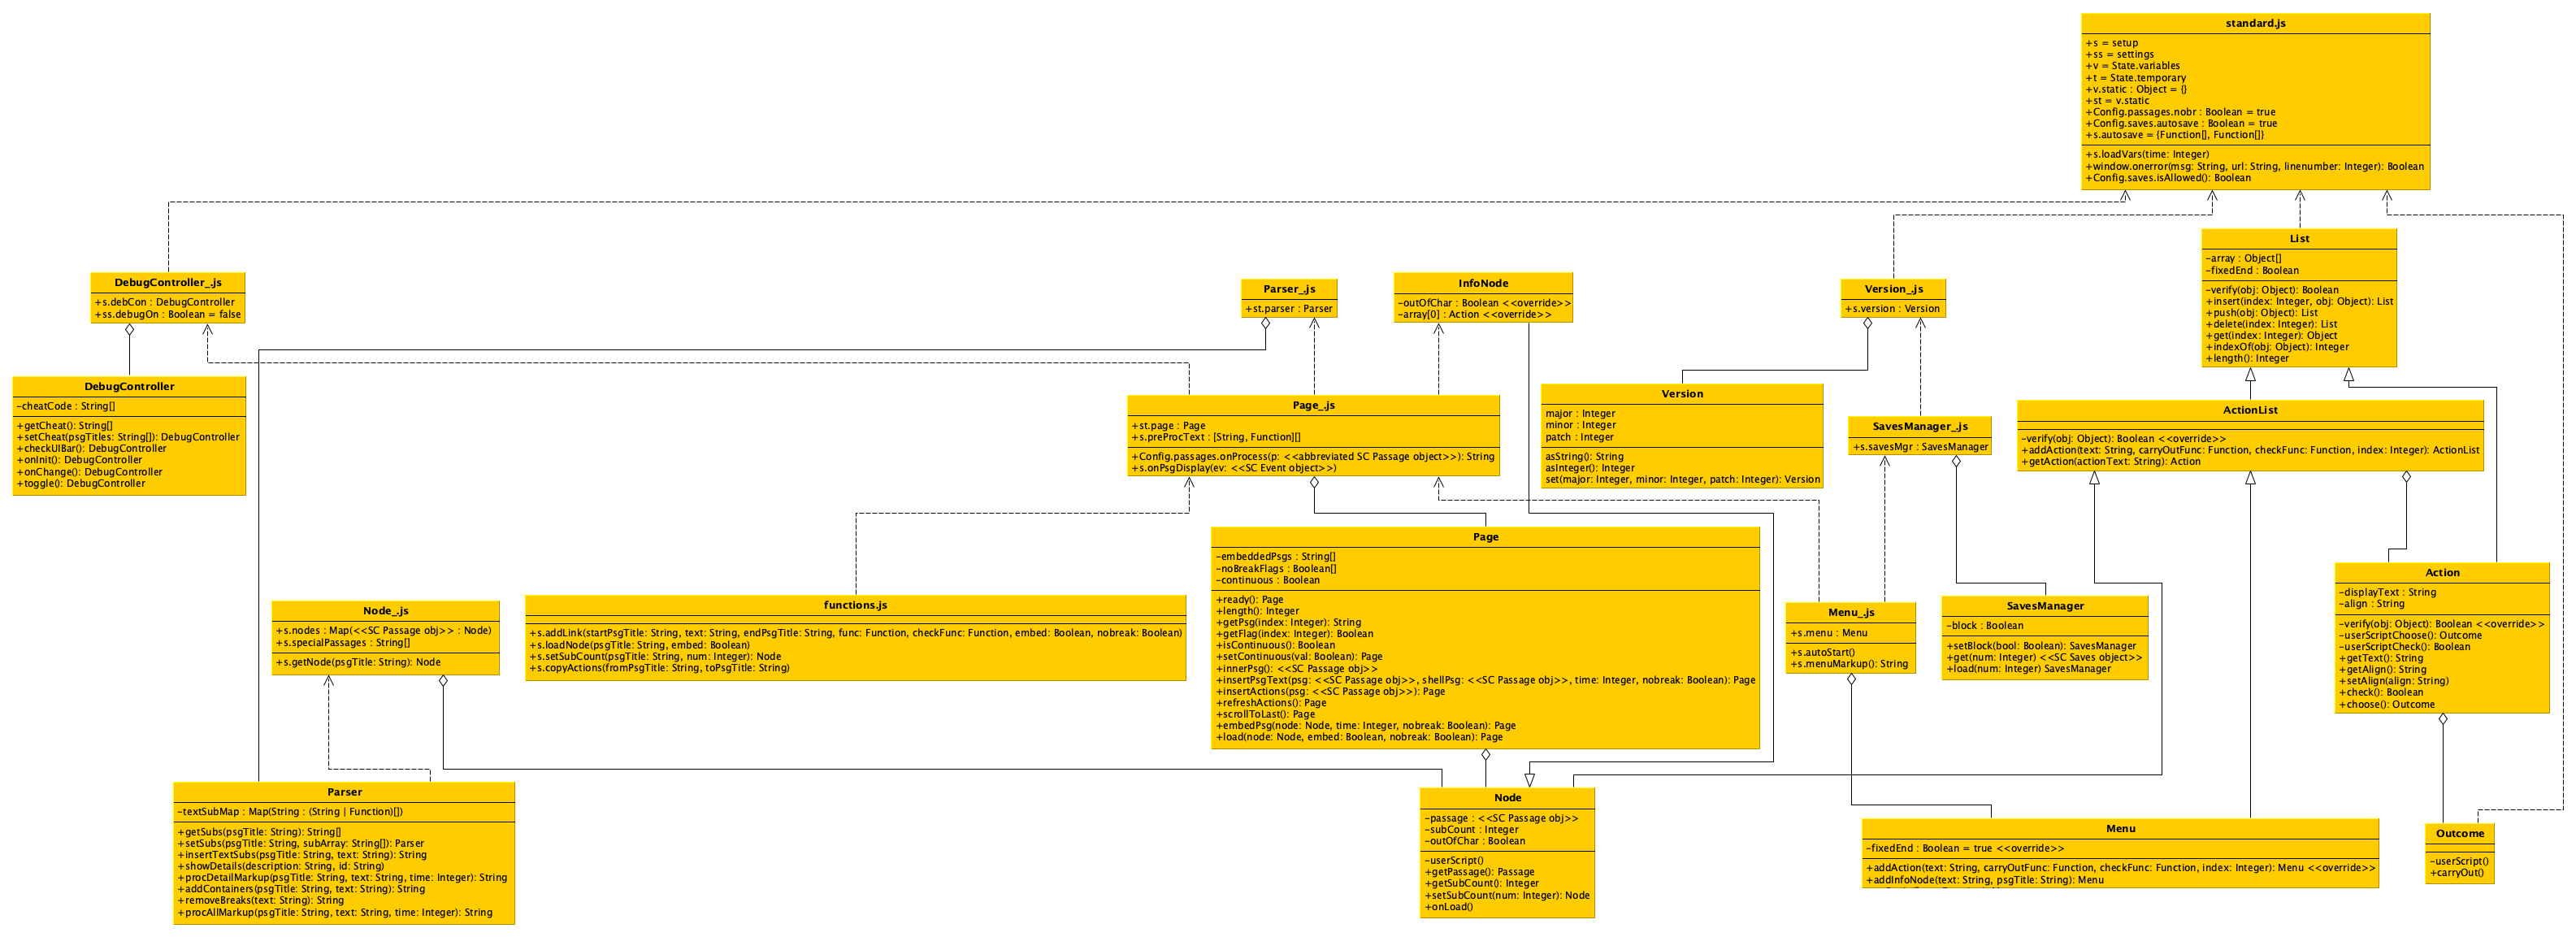 standard.js
+s = setup
+ss = settings
+v = State.variables
+t = State.temporary
+v.static : Object = {}
+st = v.static
+Config.passages.nobr : Boolean = true
+Config.saves.autosave : Boolean = true
+s.autosave = {Function[], Function[]}
+s.loadVars(time: Integer)
+window.onerror(msg: String, url: String, linenumber: Integer): Boolean
+Config.saves.isAllowed(): Boolean
DebugController_.js
+s.debCon : DebugController
+ss.debugOn : Boolean = false
Parser_.js
+st.parser : Parser
InfoNode
-outOfChar : Boolean <<override>>
-array[0] : Action <<override>>
Version_.js
+s.version : Version
List
-array : Object[]
-fixedEnd : Boolean
-verify(obj: Object): Boolean
+insert(index: Integer, obj: Object): List
+push(obj: Object): List
+delete(index: Integer): List
+get(index: Integer): Object
+indexOf(obj: Object): Integer
+length(): Integer
DebugController
-cheatCode : String[]
+getCheat(): String[]
+setCheat(psgTitles: String[]): DebugController
+checkUIBar(): DebugController
+onInit(): DebugController
+onChange(): DebugController
+toggle(): DebugController
Page_.js
+st.page : Page
+s.preProcText : [String, Function][]
+Config.passages.onProcess(p: <<abbreviated SC Passage object>>): String
+s.onPsgDisplay(ev: <<SC Event object>>)
Version
major : Integer
minor : Integer
patch : Integer
asString(): String
asInteger(): Integer
set(major: Integer, minor: Integer, patch: Integer): Version
SavesManager_.js
+s.savesMgr : SavesManager
ActionList
-verify(obj: Object): Boolean <<override>>
+addAction(text: String, carryOutFunc: Function, checkFunc: Function, index: Integer): ActionList
+getAction(actionText: String): Action
Node_.js
+s.nodes : Map(<<SC Passage obj>> : Node)
+s.specialPassages : String[]
+s.getNode(psgTitle: String): Node
functions.js
+s.addLink(startPsgTitle: String, text: String, endPsgTitle: String, func: Function, checkFunc: Function, embed: Boolean, nobreak: Boolean)
+s.loadNode(psgTitle: String, embed: Boolean)
+s.setSubCount(psgTitle: String, num: Integer): Node
+s.copyActions(fromPsgTitle: String, toPsgTitle: String)
Page
-embeddedPsgs : String[]
-noBreakFlags : Boolean[]
-continuous : Boolean
+ready(): Page
+length(): Integer
+getPsg(index: Integer): String
+getFlag(index: Integer): Boolean
+isContinuous(): Boolean
+setContinuous(val: Boolean): Page
+innerPsg(): <<SC Passage obj>>
+insertPsgText(psg: <<SC Passage obj>>, shellPsg: <<SC Passage obj>>, time: Integer, nobreak: Boolean): Page
+insertActions(psg: <<SC Passage obj>>): Page
+refreshActions(): Page
+scrollToLast(): Page
+embedPsg(node: Node, time: Integer, nobreak: Boolean): Page
+load(node: Node, embed: Boolean, nobreak: Boolean): Page
Menu_.js
+s.menu : Menu
+s.autoStart()
+s.menuMarkup(): String
SavesManager
-block : Boolean
+setBlock(bool: Boolean): SavesManager
+get(num: Integer) <<SC Saves object>>
+load(num: Integer) SavesManager
Action
-displayText : String
-align : String
-verify(obj: Object): Boolean <<override>>
-userScriptChoose(): Outcome
-userScriptCheck(): Boolean
+getText(): String
+getAlign(): String
+setAlign(align: String)
+check(): Boolean
+choose(): Outcome
Parser
-textSubMap : Map(String : (String | Function)[])
+getSubs(psgTitle: String): String[]
+setSubs(psgTitle: String, subArray: String[]): Parser
+insertTextSubs(psgTitle: String, text: String): String
+showDetails(description: String, id: String)
+procDetailMarkup(psgTitle: String, text: String, time: Integer): String
+addContainers(psgTitle: String, text: String): String
+removeBreaks(text: String): String
+procAllMarkup(psgTitle: String, text: String, time: Integer): String
Node
-passage : <<SC Passage obj>>
-subCount : Integer
-outOfChar : Boolean
-userScript()
+getPassage(): Passage
+getSubCount(): Integer
+setSubCount(num: Integer): Node
+onLoad()
Menu
-fixedEnd : Boolean = true <<override>>
+addAction(text: String, carryOutFunc: Function, checkFunc: Function, index: Integer): Menu <<override>>
+addInfoNode(text: String, psgTitle: String): Menu
Outcome
-userScript()
+carryOut()